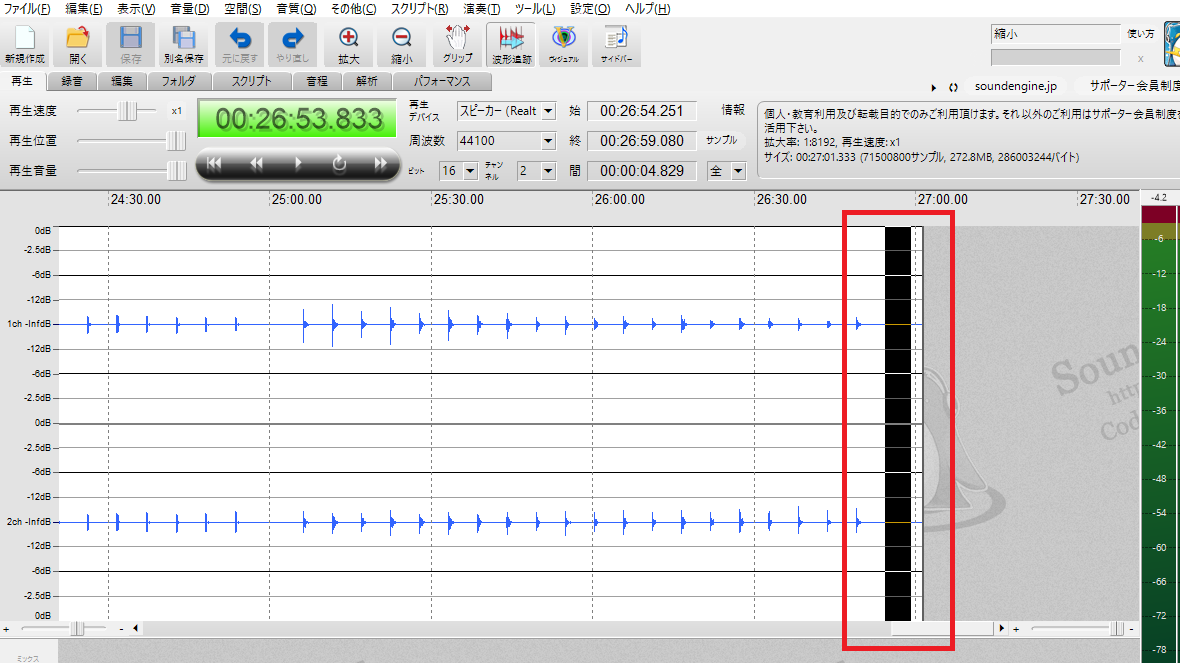 ファイル(F) 編集(E) 表示(V) 音量(D) 空間(S) 音質(Q) その他(C) スクリプト(R) 演奏(T) ツール(L) 設定(O) ヘルプ(H)
新規作成 開く 保存 別名保存 元に戻す やり直し 拡大 縮小 グリップ 波形追跡 ヴィジュアル サイドバー
縮小 使い方
x
再生 録音 編集 フォルダ スクリプト 音程 解析 パフォーマンス
soundengine.jp サポーター会員制度
再生速度 x1
再生位置
再生音量
00:26:53.833
再生
デバイス スピーカー (Realt
周波数 44100
ビット 16 チャン
ネル 2
始 00:26:54.251 情報
終 00:26:59.080 サンプル
間 00:00:04.829 全
個人・教育利用及び転載目的でのみご利用頂けます。それ以外のご利用はサポーター会員制度を
活用下さい。
拡大率: 1:8192, 再生速度: x1
サイズ: 00:27:01.333 (71500800サンプル, 272.8MB, 286003244バイト)
24:30.00 25:00.00 25:30.00 26:00.00 26:30.00 27:00.00 27:30.00
-4.2
0dB
-2.5dB
-6dB
-12dB
1ch -InfdB
-12dB
-6dB
-2.5dB
0dB
-2.5dB
-6dB
-12dB
2ch -InfdB
-12dB
-6dB
-2.5dB
0dB
-6
-12
-18
-24
-30
-36
-42
-48
-54
-60
-66
-72
-78
Soun
http
Cod
+ - + -
ミックス